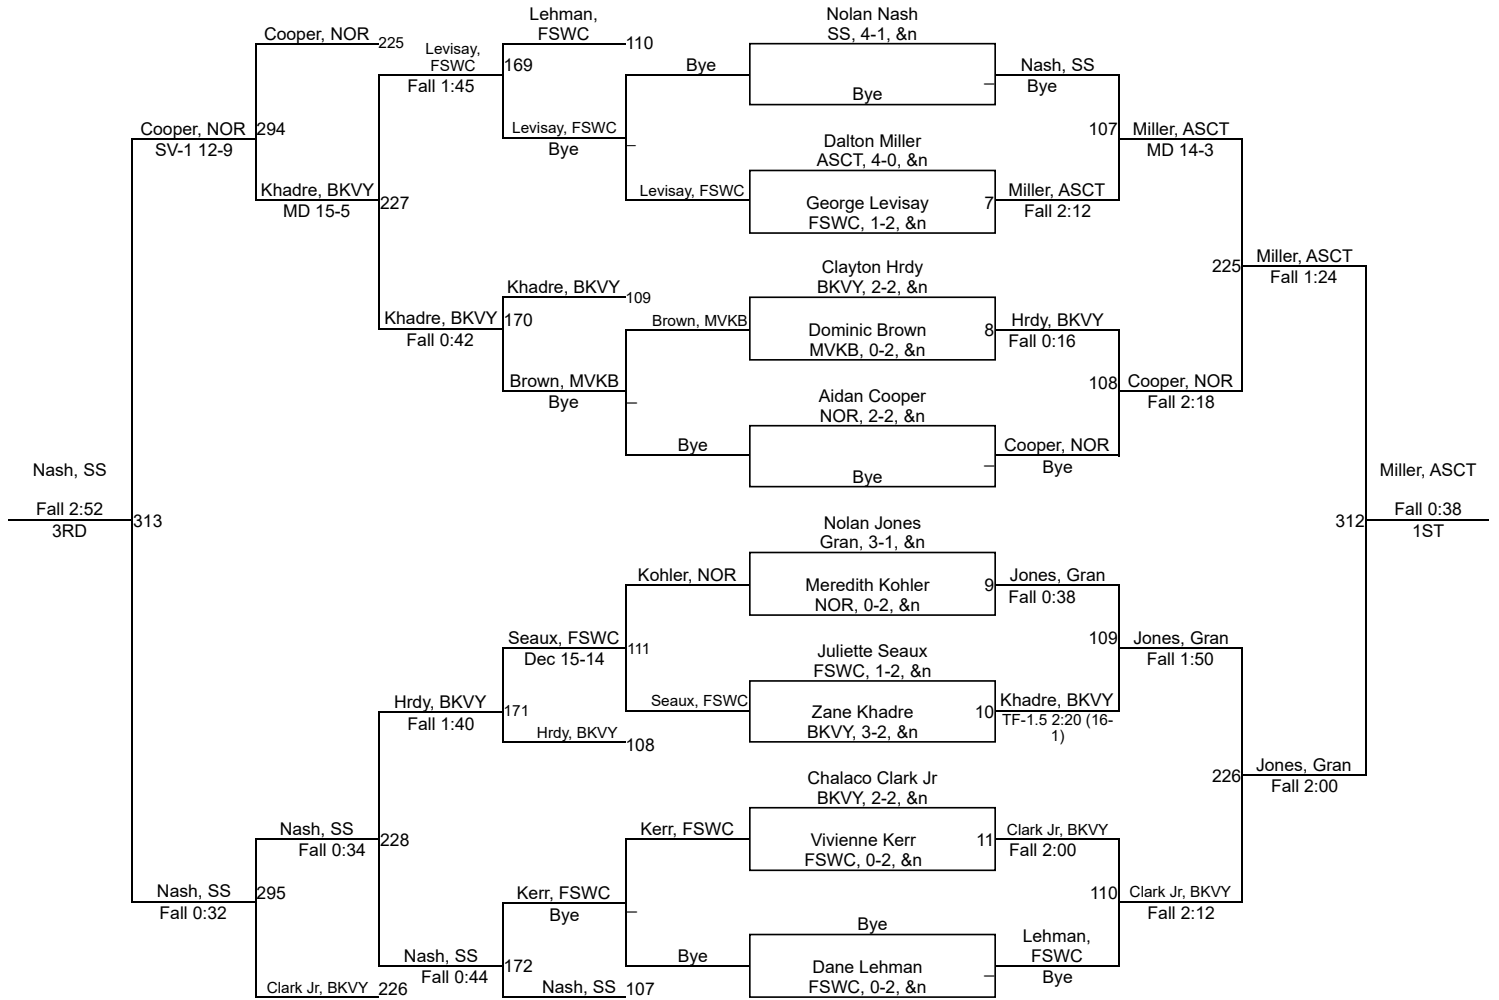 Nolan Nash
SS, 4-1, &n
Bye
Dalton Miller
ASCT, 4-0, &n
George Levisay
FSWC, 1-2, &n
Clayton Hrdy
BKVY, 2-2, &n
Dominic Brown
MVKB, 0-2, &n
Aidan Cooper
NOR, 2-2, &n
Bye
Nolan Jones
Gran, 3-1, &n
Meredith Kohler
NOR, 0-2, &n
Juliette Seaux
FSWC, 1-2, &n
Zane Khadre
BKVY, 3-2, &n
Chalaco Clark Jr
BKVY, 2-2, &n
Vivienne Kerr
FSWC, 0-2, &n
Bye
Dane Lehman
FSWC, 0-2, &n
Nash, SS
Bye
7
Miller, ASCT
Fall 2:12
8
Hrdy, BKVY
Fall 0:16
Cooper, NOR
Bye
9
Jones, Gran
Fall 0:38
10
Khadre, BKVY
TF-1.5 2:20 (16-
1)
11
Clark Jr, BKVY
Fall 2:00
Lehman,
FSWC
Bye
107
Miller, ASCT
MD 14-3
108
Cooper, NOR
Fall 2:18
109
Jones, Gran
Fall 1:50
110
Clark Jr, BKVY
Fall 2:12
225
Miller, ASCT
Fall 1:24
226
Jones, Gran
Fall 2:00
312
Miller, ASCT
Fall 0:38
1ST
Bye
Levisay, FSWC
Brown, MVKB
Bye
Kohler, NOR
Seaux, FSWC
Kerr, FSWC
Bye
Lehman,
FSWC
110
Levisay, FSWC
Bye
Khadre, BKVY
109
Brown, MVKB
Bye
Seaux, FSWC
111
Dec 15-14
Hrdy, BKVY
108
Kerr, FSWC
Bye
Nash, SS
107
Levisay,
FSWC
169
Fall 1:45
Khadre, BKVY
170
Fall 0:42
Hrdy, BKVY
171
Fall 1:40
Nash, SS
172
Fall 0:44
Cooper, NOR
225
Khadre, BKVY
227
MD 15-5
Nash, SS
228
Fall 0:34
Clark Jr, BKVY
226
Cooper, NOR
294
SV-1 12-9
Nash, SS
295
Fall 0:32
Nash, SS
Fall 2:52
313
3RD